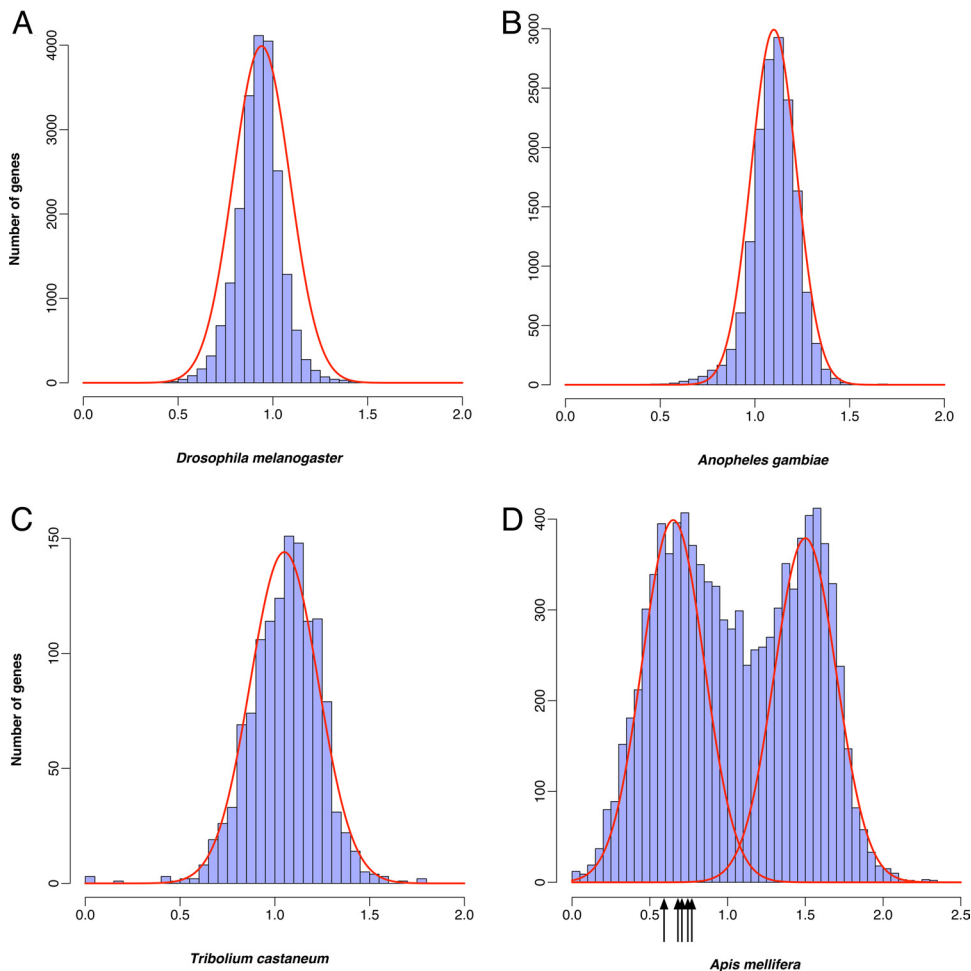 A
B
Number of genes
0
1000
2000
3000
4000
0.0 0.5 1.0 1.5 2.0
Drosophila melanogaster
0
500
1000
1500
2000
2500
3000
0.0 0.5 1.0 1.5 2.0
Anopheles gambiae
C
D
Number of genes
0
50
100
150
0.0 0.5 1.0 1.5 2.0
Tribolium castaneum
0
100
200
300
400
0.0 0.5 1.0 1.5 2.0 2.5
Apis mellifera